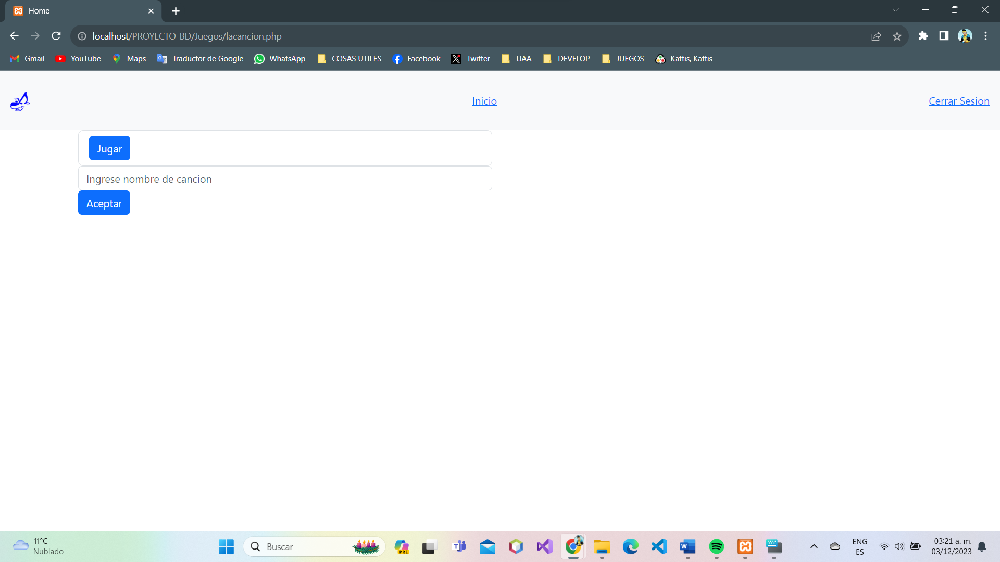 Home
localhost/PROYECTO_BD/Juegos/lacancion.php
Gmail YouTube Maps Traductor de Google WhatsApp COSAS UTILES Facebook Twitter UAA DEVELOP JUEGOS Kattis, Kattis
Inicio Cerrar Sesion
Jugar
Ingrese nombre de cancion
Aceptar
11°C
Nublado
Buscar
PRE
ENG
ES
03:21 a. m.
03/12/2023